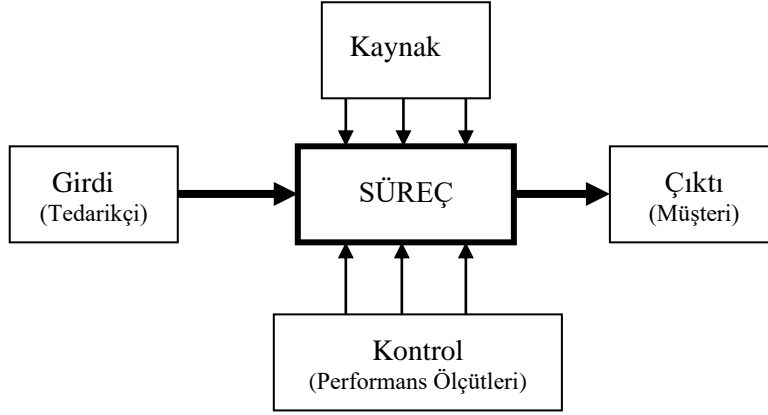 Kaynak
Girdi
(Tedarikçi)
SÜREÇ
Çıktı
(Müşteri)
Kontrol
(Performans Ölçütleri)